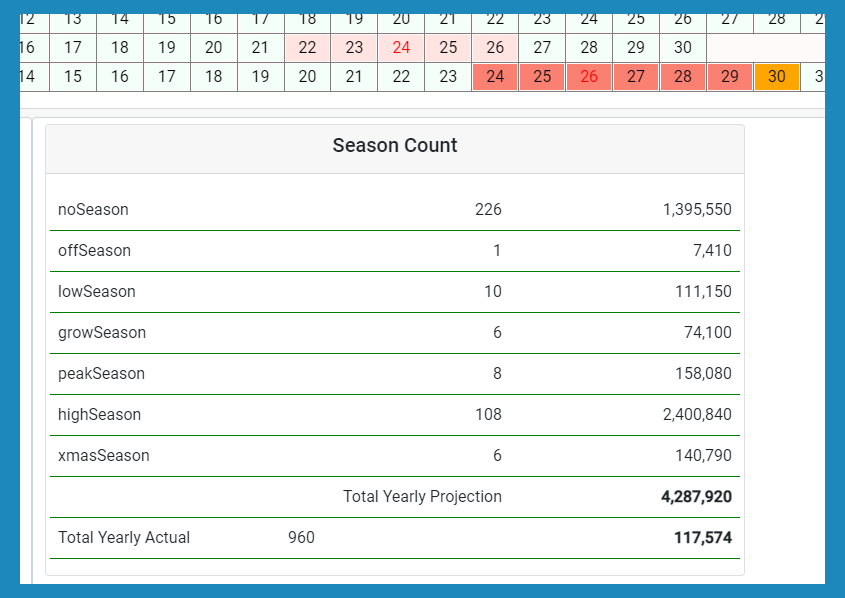 12 13 14 15 16 17 18 19 20 21 22 23 24 25 26 27 28
16 17 18 19 20 21 22 23 24 25 26 27 28 29 30
14 15 16 17 18 19 20 21 22 23 24 25 26 27 28 29 30
Season Count
noSeason 226 1,395,550
offSeason 1 7,410
lowSeason 10 111,150
growSeason 6 74,100
peakSeason 8 158,080
highSeason 108 2,400,840
xmasSeason 6 140,790
Total Yearly Projection 4,287,920
Total Yearly Actual 960 117,574